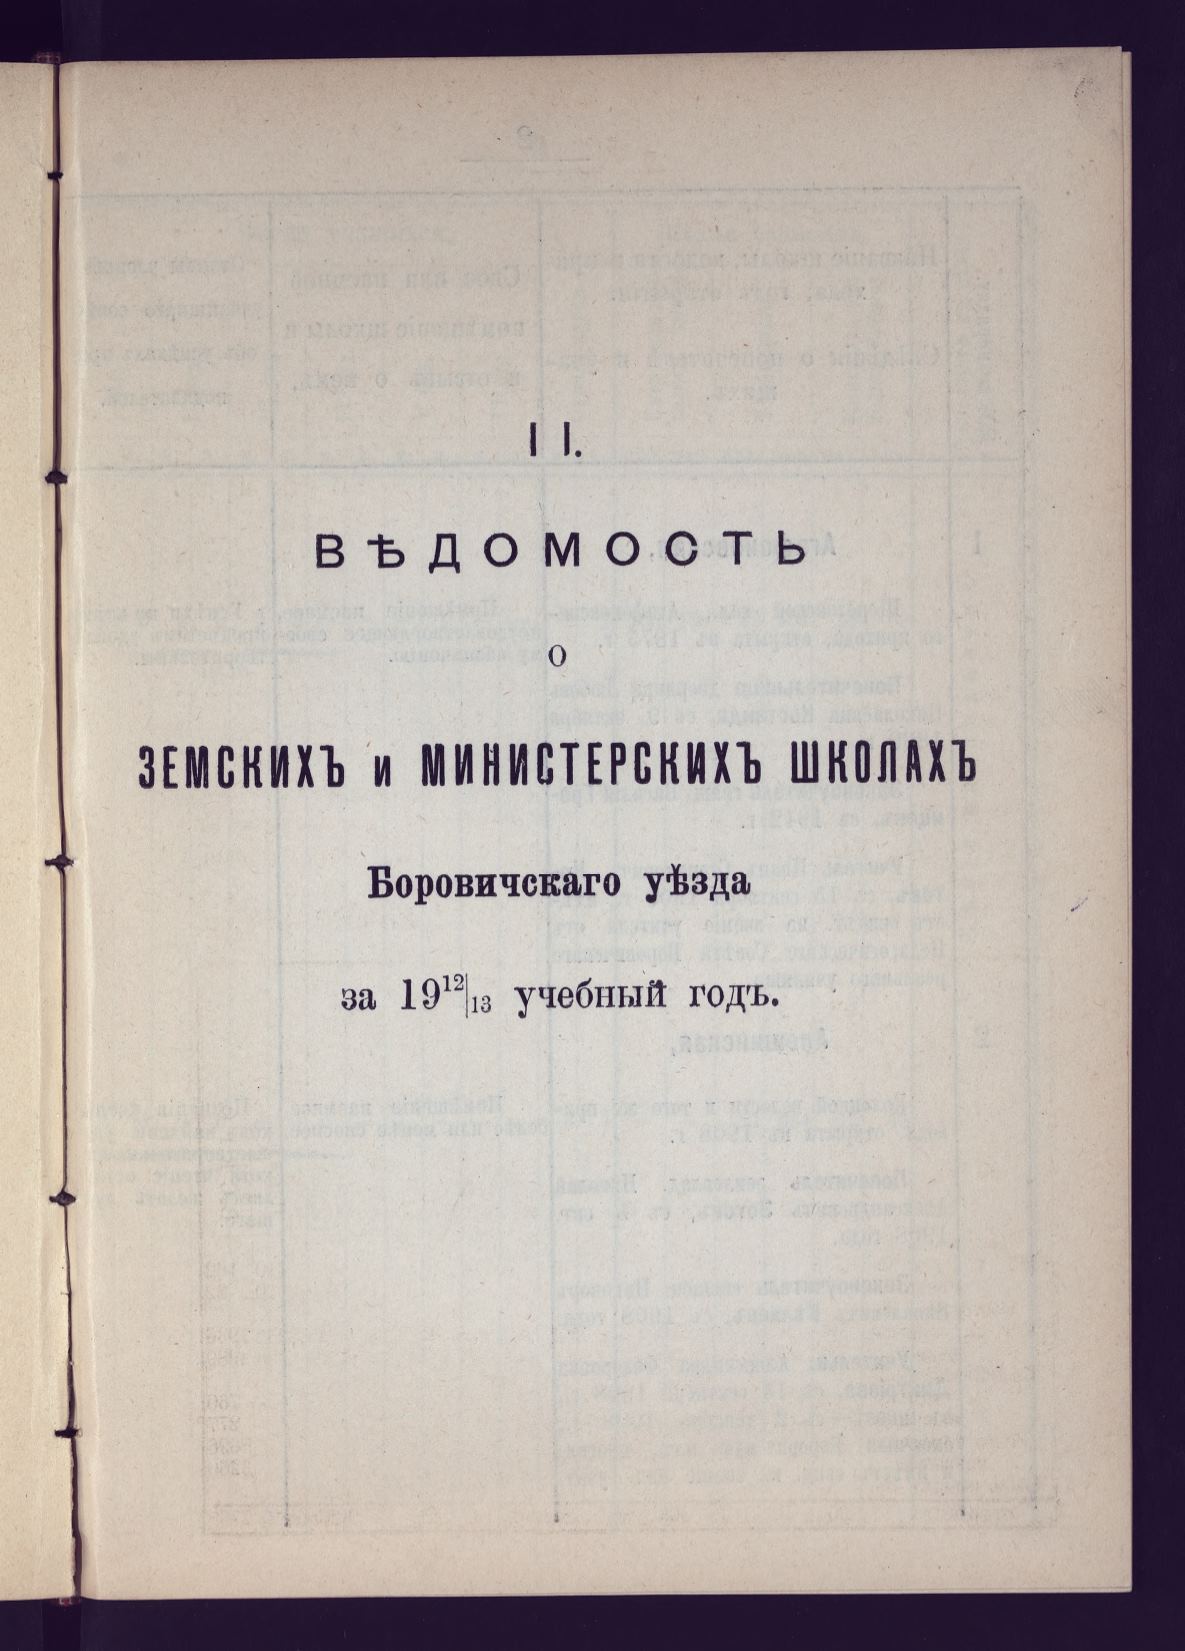 II.
ВѢДОМОСТЬ
о
ЗЕМСКИХЪ и МИНИСТЕРСКИХЪ ШКОЛАХЪ
Боровичскаго уѣзда
за 1912|13 учебный годъ.